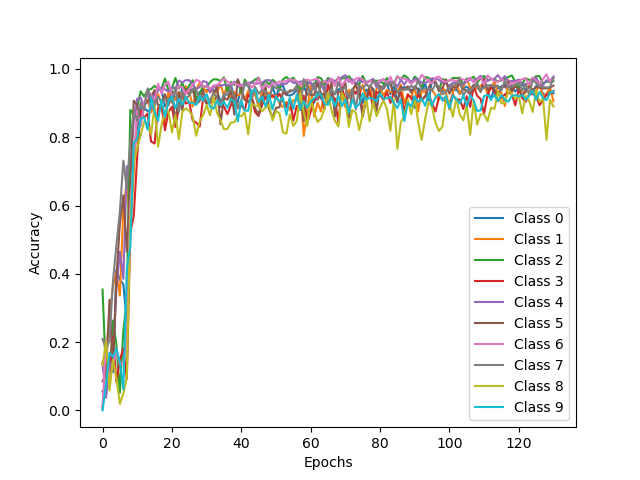 1.0
0.8
0.6
0.4
0.2
0.0
Accuracy
0
20
40
60
80
100
120
Epochs
Class 0
Class 1
Class 2
Class 3
Class 4
Class 5
Class 6
Class 7
Class 8
Class 9